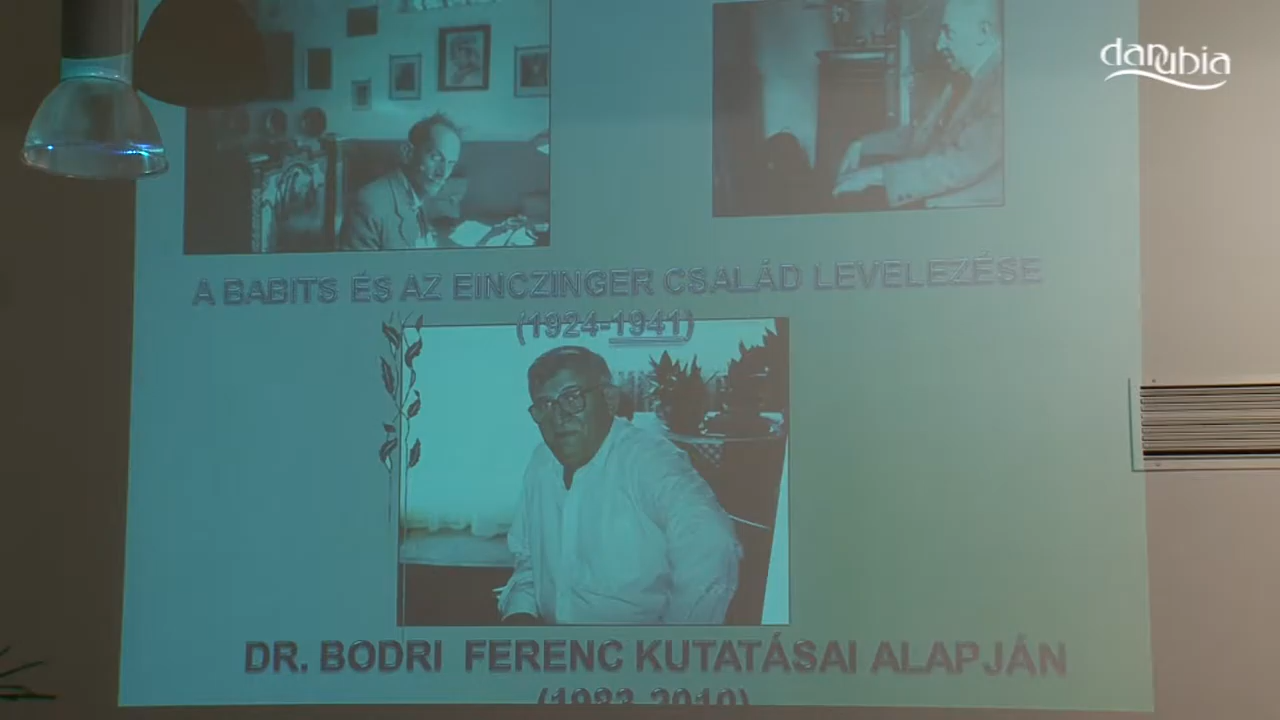 danubia
A BABITS ÉS AZ EINCZINGER CSALÁD LEVELEZÉSE
(1924-1941)
DR. BODRI FERENC KUTATÁSAI ALAPJÁN